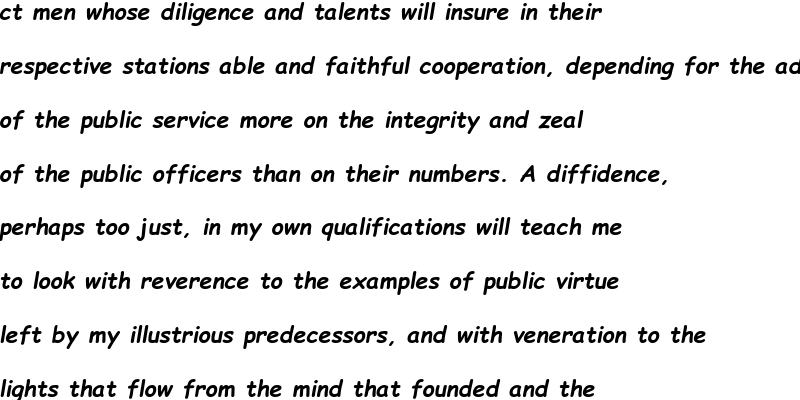 ct men whose diligence and talents will insure in their
respective stations able and faithful cooperation, depending for the ad
of the public service more on the integrity and zeal
of the public officers than on their numbers. A diffidence,
perhaps too just, in my own qualifications will teach me
to look with reverence to the examples of public virtue
left by my illustrious predecessors, and with veneration to the
lights that flow from the mind that founded and the